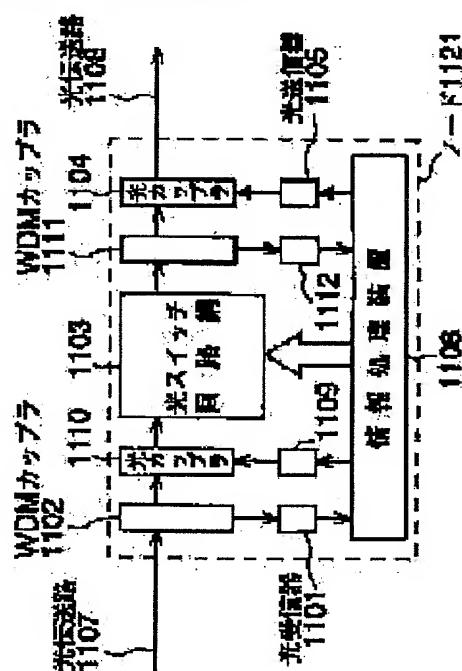 光伝送路
1107
WDMカップラ
1102
光カップラ
1110
光スイッチ
回路網
1103
WDMカップラ
1111
光カップラ
1104
光伝送路
1106
光受信器
1101
1109
1112
光送信器
1105
情報処理装置
1108
ノード1121